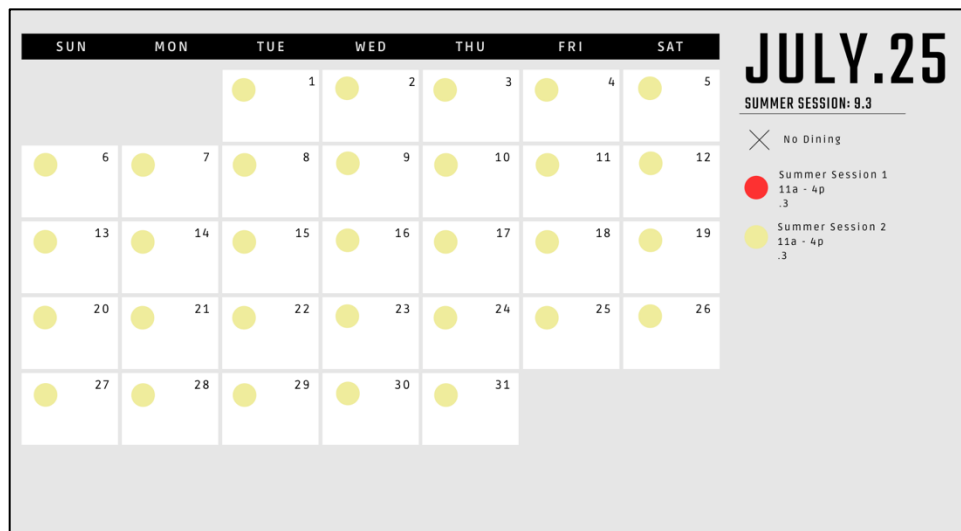 SUN MON TUE WED THU FRI SAT
1 2 3 4 5
6 7 8 9 10 11 12
13 14 15 16 17 18 19
20 21 22 23 24 25 26
27 28 29 30 31
JULY.25
SUMMER SESSION: 9.3
No Dining
Summer Session 1
11a - 4p
.3
Summer Session 2
11a - 4p
.3